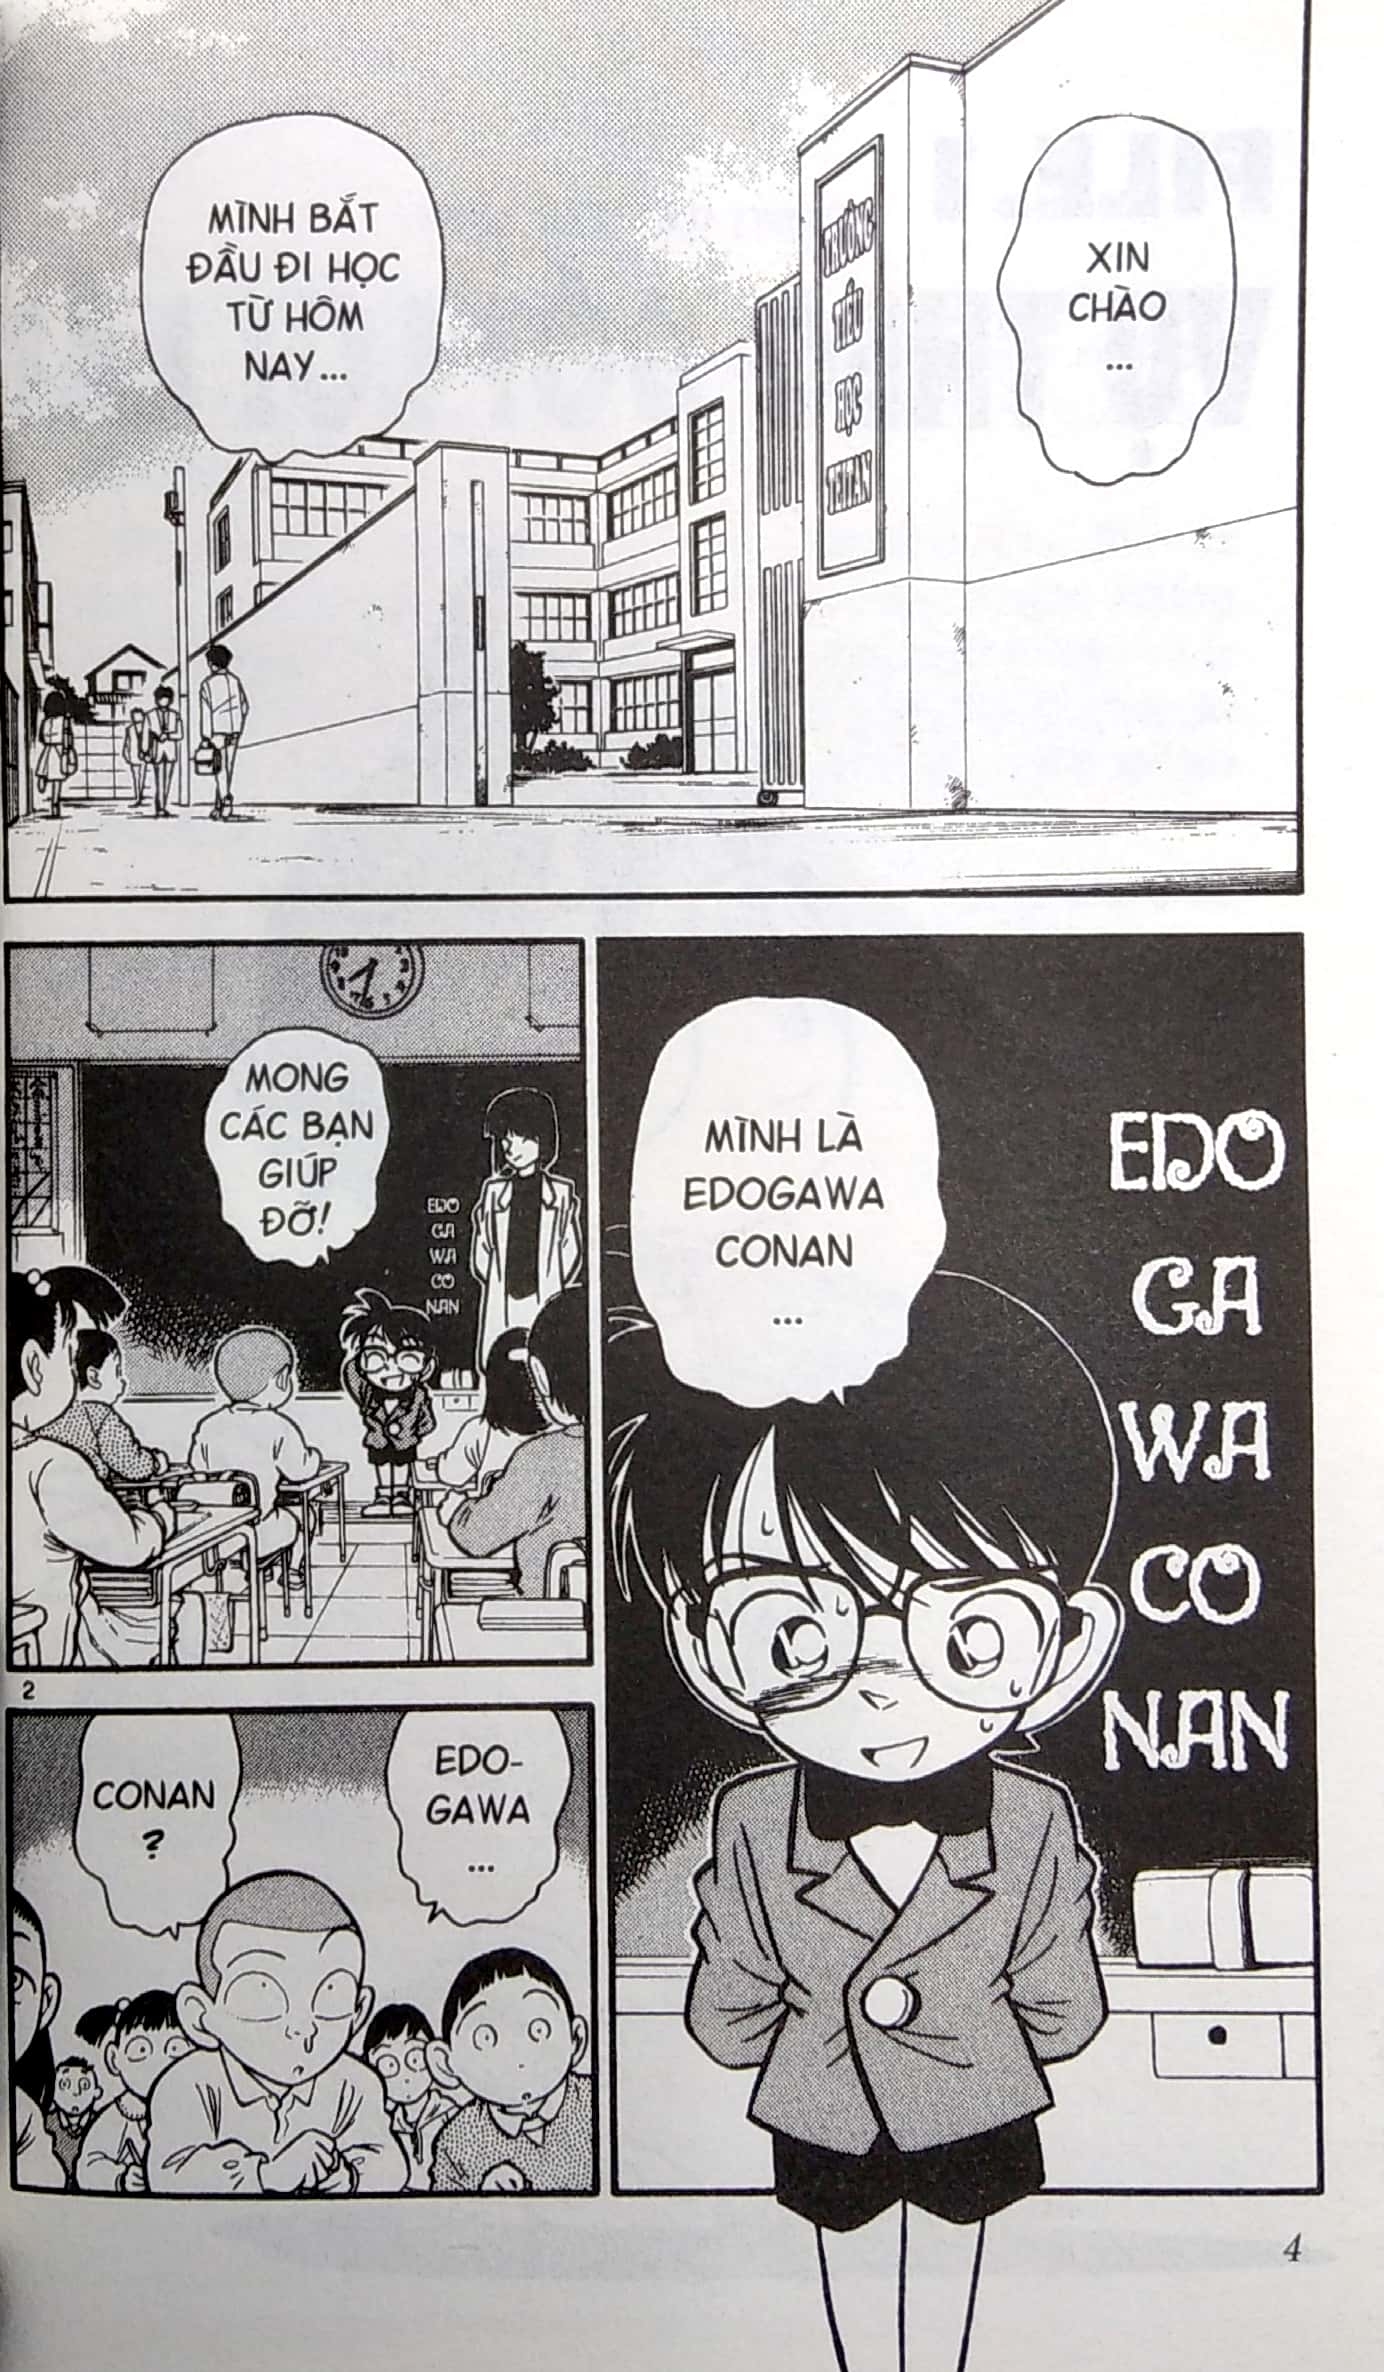 XIN
CHÀO
...
MÌNH BẮT
ĐẦU ĐI HỌC
TỪ HÔM
NAY...
TRƯỜNG
TIỂU
HỌC
TEITAN
MÌNH LÀ
EDOGAWA
CONAN
...
EDO
GA
WA
CO
NAN
MONG
CÁC BẠN
GIÚP
ĐỠ!
EDO
GA
WA
CO
NAN
2
EDO-
GAWA
...
CONAN
?
4